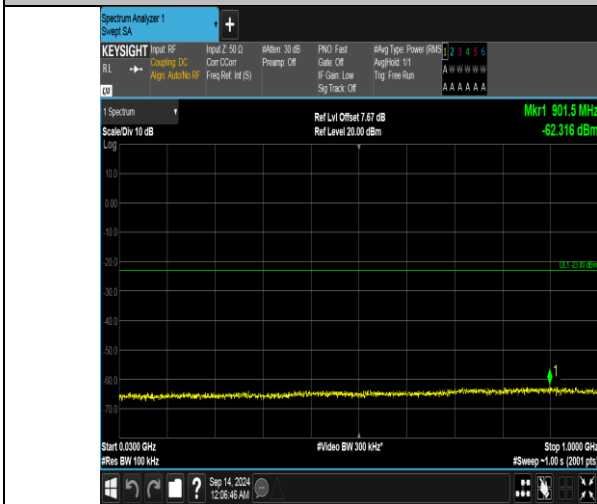 Spectrum Analyzer 1
Swept SA
+
KEYSIGHT
RL
Input: RF
Coupling: DC
Align: Auto/No RF
Input Z: 50 Ω
Corr CCorr
Freq Ref: Int (S)
#Atten: 30 dB
Preamp: Off
PNO: Fast
Gate: Off
IF Gain: Low
Sig Track: Off
#Avg Type: Power (RMS
Avg|Hold: 1/1
Trig: Free Run
1 2 3 4 5 6
A W W W W W
A A A A A A
1 Spectrum
Scale/Div 10 dB
Ref Lvl Offset 7.67 dB
Ref Level 20.00 dBm
Mkr1 901.5 MHz
-62.316 dBm
Log
10.0
0.00
-10.0
-20.0
DL1 -23.00 dBm
-30.0
-40.0
-50.0
1
-60.0
-70.0
Start 0.0300 GHz
#Res BW 100 kHz
#Video BW 300 kHz*
Stop 1.0000 GHz
#Sweep ~1.00 s (2001 pts)
?
Sep 14, 2024
12:06:46 AM